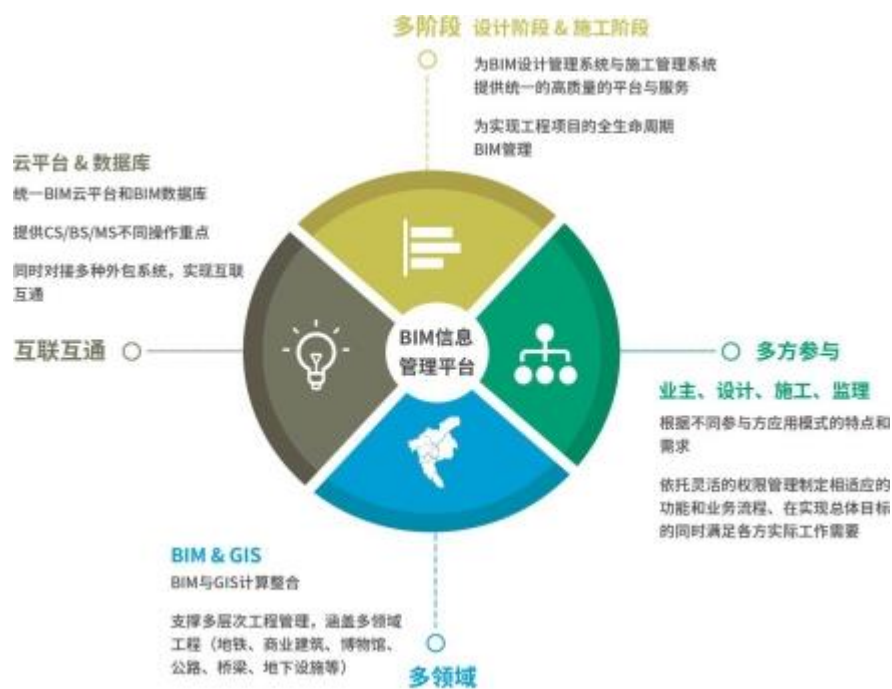 多阶段 设计阶段 & 施工阶段
为BIM设计管理系统与施工管理系统
提供统一的高质量的平台与服务
为实现工程项目的全生命周期
BIM管理
云平台 & 数据库
统一BIM云平台和BIM数据库
提供CS/BS/MS不同操作重点
同时对接多种外包系统，实现互联
互通
互联互通
BIM信息
管理平台
多方参与
业主、设计、施工、监理
根据不同参与方应用模式的特点和
需求
依托灵活的权限管理制定相适应的
功能和业务流程、在实现总体目标
的同时满足各方实际工作需要
BIM & GIS
BIM与GIS计算整合
支撑多层次工程管理，涵盖多领域
工程（地铁、商业建筑、博物馆、
公路、桥梁、地下设施等）
多领域